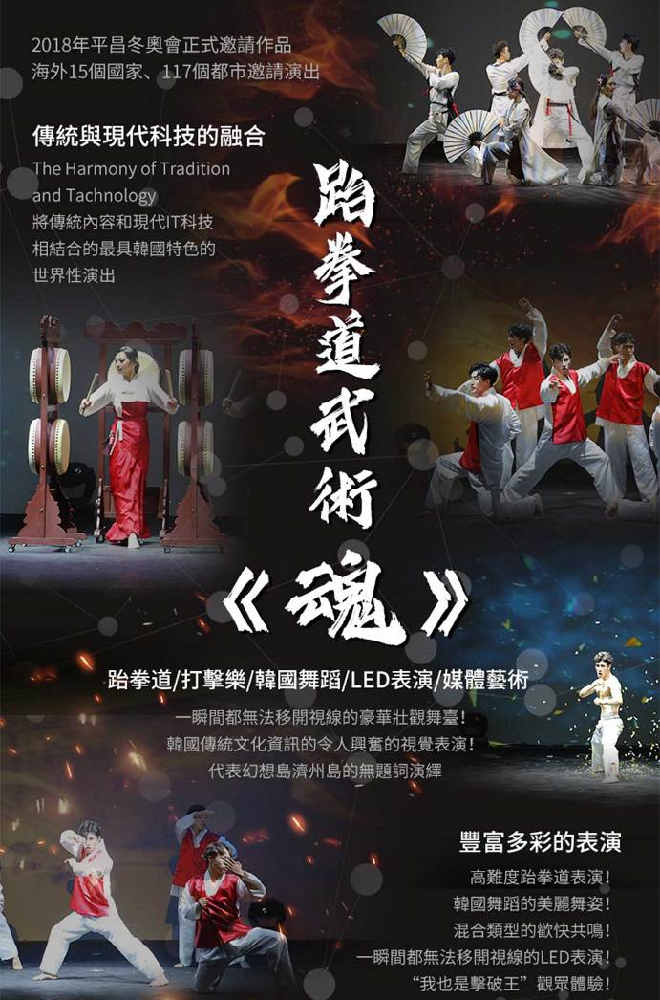 2018年平昌冬奧會正式邀請作品
海外15個國家、117個都市邀請演出
傳統與現代科技的融合
The Harmony of Tradition
and Tachnology
將傳統內容和現代IT科技
相結合的最具韓國特色的
世界性演出
跆拳道武術
《魂》
跆拳道/打擊樂/韓國舞蹈/LED表演/媒體藝術
一瞬間都無法移開視線的豪華壯觀舞臺!
韓國傳統文化資訊的令人興奮的視覺表演!
代表幻想島濟州島的無題詞演繹
豐富多彩的表演
高難度跆拳道表演!
韓國舞蹈的美麗舞姿!
混合類型的歡快共鳴!
一瞬間都無法移開視線的LED表演!
“我也是擊破王”觀眾體驗!